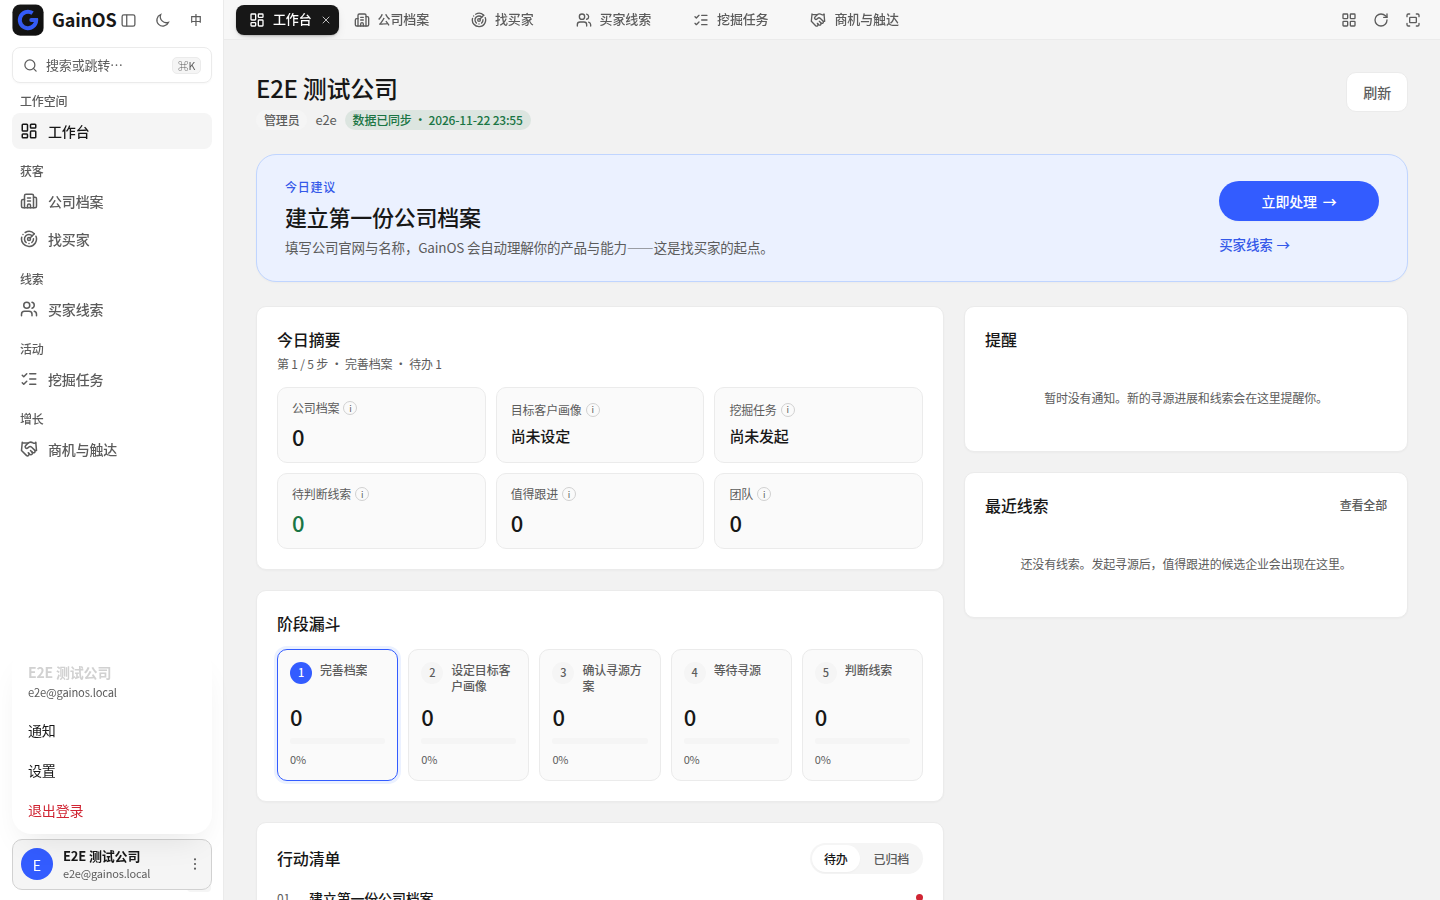 GainOS
中
搜索或跳转…
⌘K
工作空间
工作台
获客
公司档案
找买家
线索
买家线索
活动
挖掘任务
增长
商机与触达
E2E 测试公司
e2e@gainos.local
通知
设置
退出登录
E
E2E 测试公司
e2e@gainos.local
工作台
公司档案
找买家
买家线索
挖掘任务
商机与触达
E2E 测试公司
刷新
管理员 e2e 数据已同步 · 2026-11-22 23:55
今日建议
建立第一份公司档案
填写公司官网与名称，GainOS 会自动理解你的产品与能力——这是找买家的起点。
立即处理 →
买家线索 →
今日摘要
第 1 / 5 步 · 完善档案 · 待办 1
公司档案
0
目标客户画像
尚未设定
挖掘任务
尚未发起
待判断线索
0
值得跟进
0
团队
0
阶段漏斗
1 完善档案
0
0%
2 设定目标客
户画像
0
0%
3 确认寻源方
案
0
0%
4 等待寻源
0
0%
5 判断线索
0
0%
行动清单
待办 已归档
01 建立第一份公司档案
提醒
暂时没有通知。新的寻源进展和线索会在这里提醒你。
最近线索
查看全部
还没有线索。发起寻源后，值得跟进的候选企业会出现在这里。